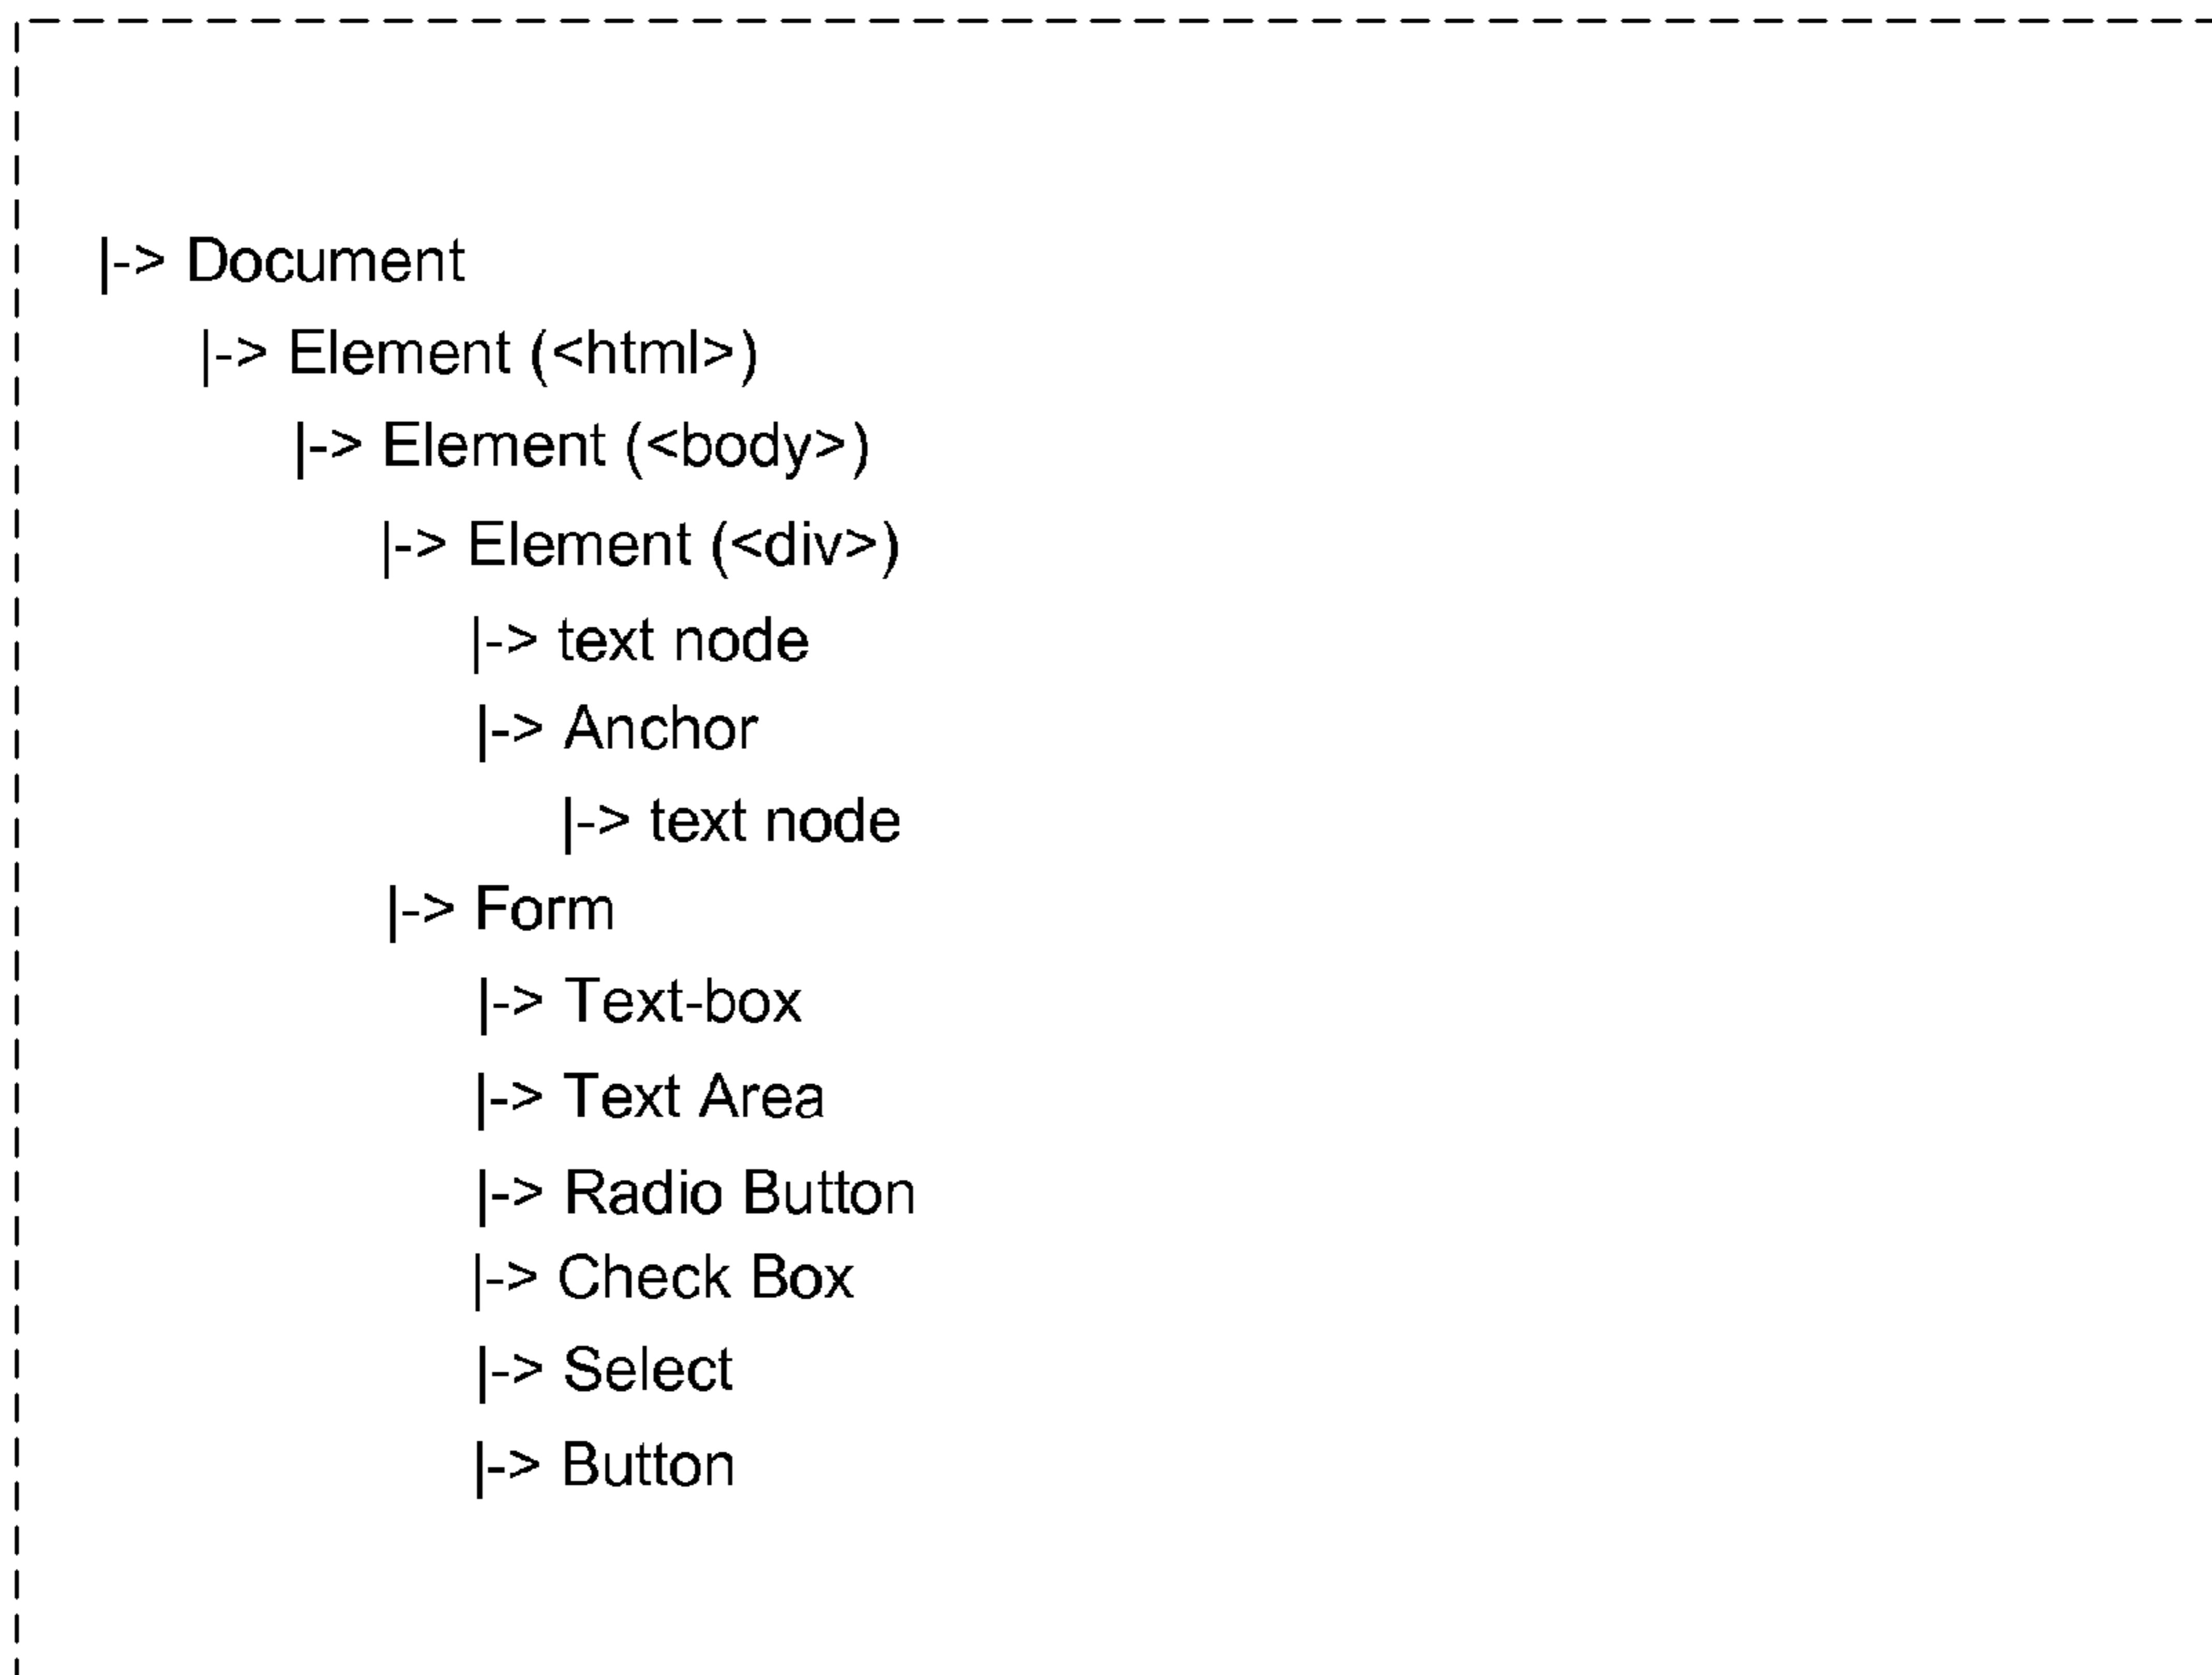 |-> Document
|-> Element (<html>)
|-> Element (<body>)
|-> Element (<div>)
|-> text node
|-> Anchor
|-> text node
|-> Form
|-> Text-box
|-> Text Area
|-> Radio Button
|-> Check Box
|-> Select
|-> Button